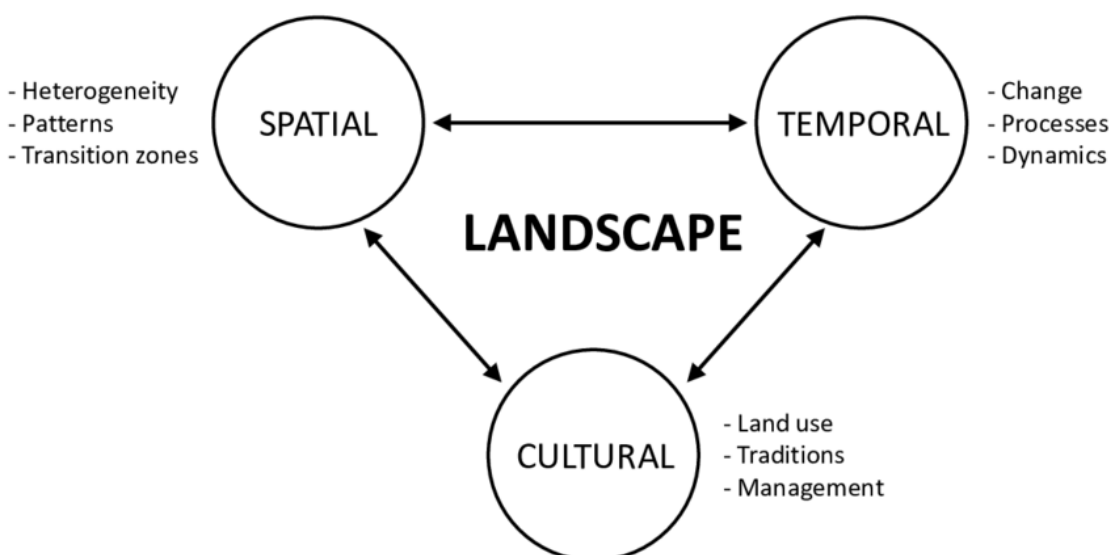 - Heterogeneity
- Patterns
- Transition zones
SPATIAL
TEMPORAL
- Change
- Processes
- Dynamics
LANDSCAPE
CULTURAL
- Land use
- Traditions
- Management